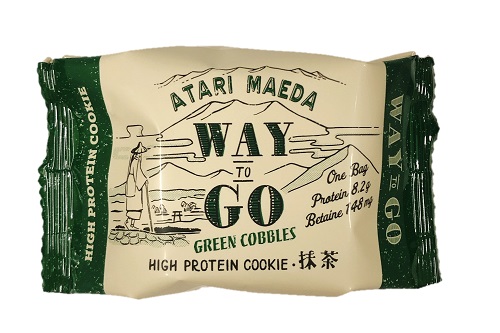 HIGH PROTEIN COOKIE
ATARI MAEDA
WAY
TO
GO
GREEN COBBLES
HIGH PROTEIN COOKIE・抹茶
One Bag
Protein 8.2g
Betaine 148mg
WAY TO GO